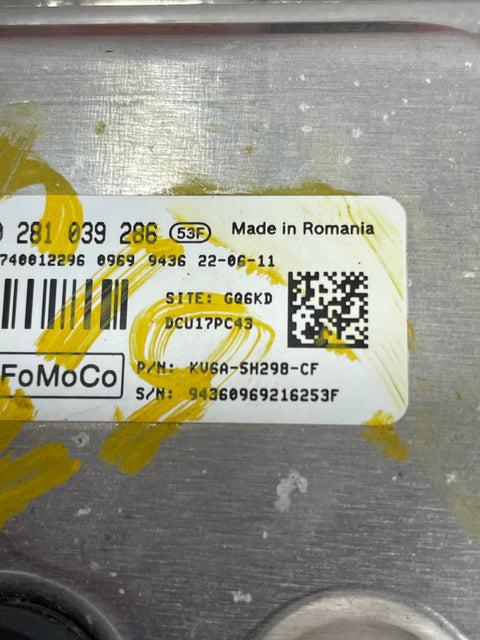 0 281 039 286 53F Made in Romania
740012296 0969 9436 22-06-11
SITE: GQ6KD
DCU17PC43
FoMoCo
P/N: KV6A-5H298-CF
S/N: 94360969216253F